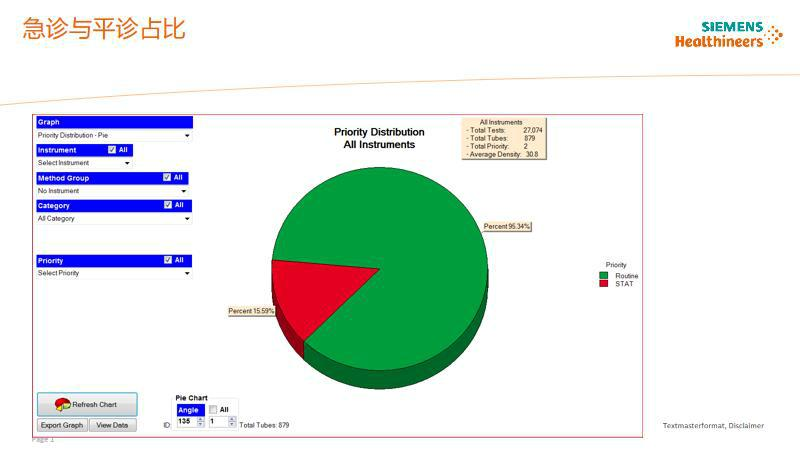 急诊与平诊占比
SIEMENS
Healthineers
Graph
Priority Distribution - Pie
Instrument All
Select Instrument
Method Group All
No Instrument
Category All
All Category
Priority All
Select Priority
Priority Distribution
All Instruments
All Instruments
- Total Tests: 27,074
- Total Tubes: 879
- Total Priority: 2
- Average Density: 30.8
Percent 95.34%
Percent 15.59%
Priority
Routine
STAT
Refresh Chart
Export Graph View Data
Pie Chart
Angle All
ID: 135 1 Total Tubes: 879
Textmasterformat, Disclaimer
Page 1